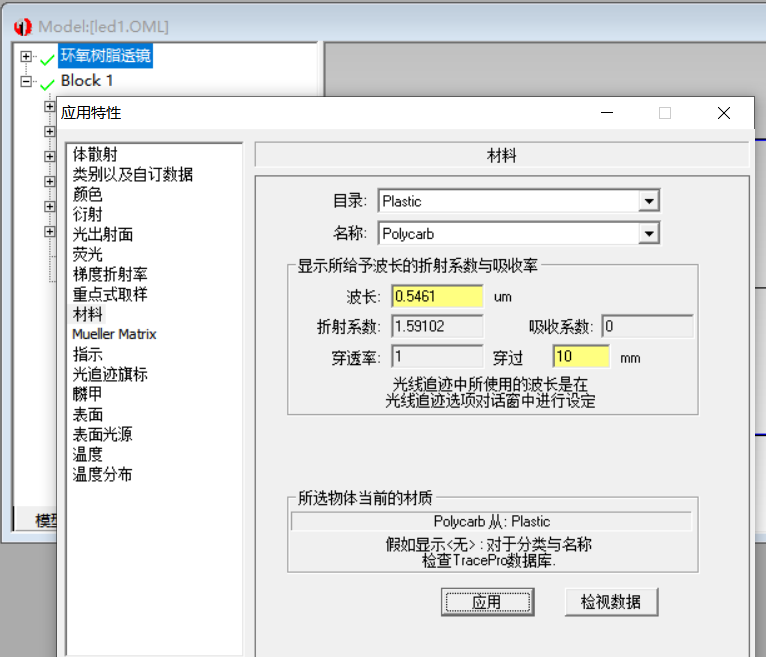 Model:[led1.OML]
环氧树脂透镜
Block 1
应用特性
体散射
类别以及自订数据
颜色
衍射
光出射面
荧光
梯度折射率
重点式取样
材料
Mueller Matrix
指示
光追迹旗标
麟甲
表面
表面光源
温度
温度分布
材料
目录: Plastic
名称: Polycarb
显示所给予波长的折射系数与吸收率
波长: 0.5461 um
折射系数: 1.59102 吸收系数: 0
穿透率: 1 穿过 10 mm
光线追迹中所使用的波长是在
光线追迹选项对话窗中进行设定
所选物体当前的材质
Polycarb 从: Plastic
假如显示<无> : 对于分类与名称
检查TracePro数据库.
应用 检视数据